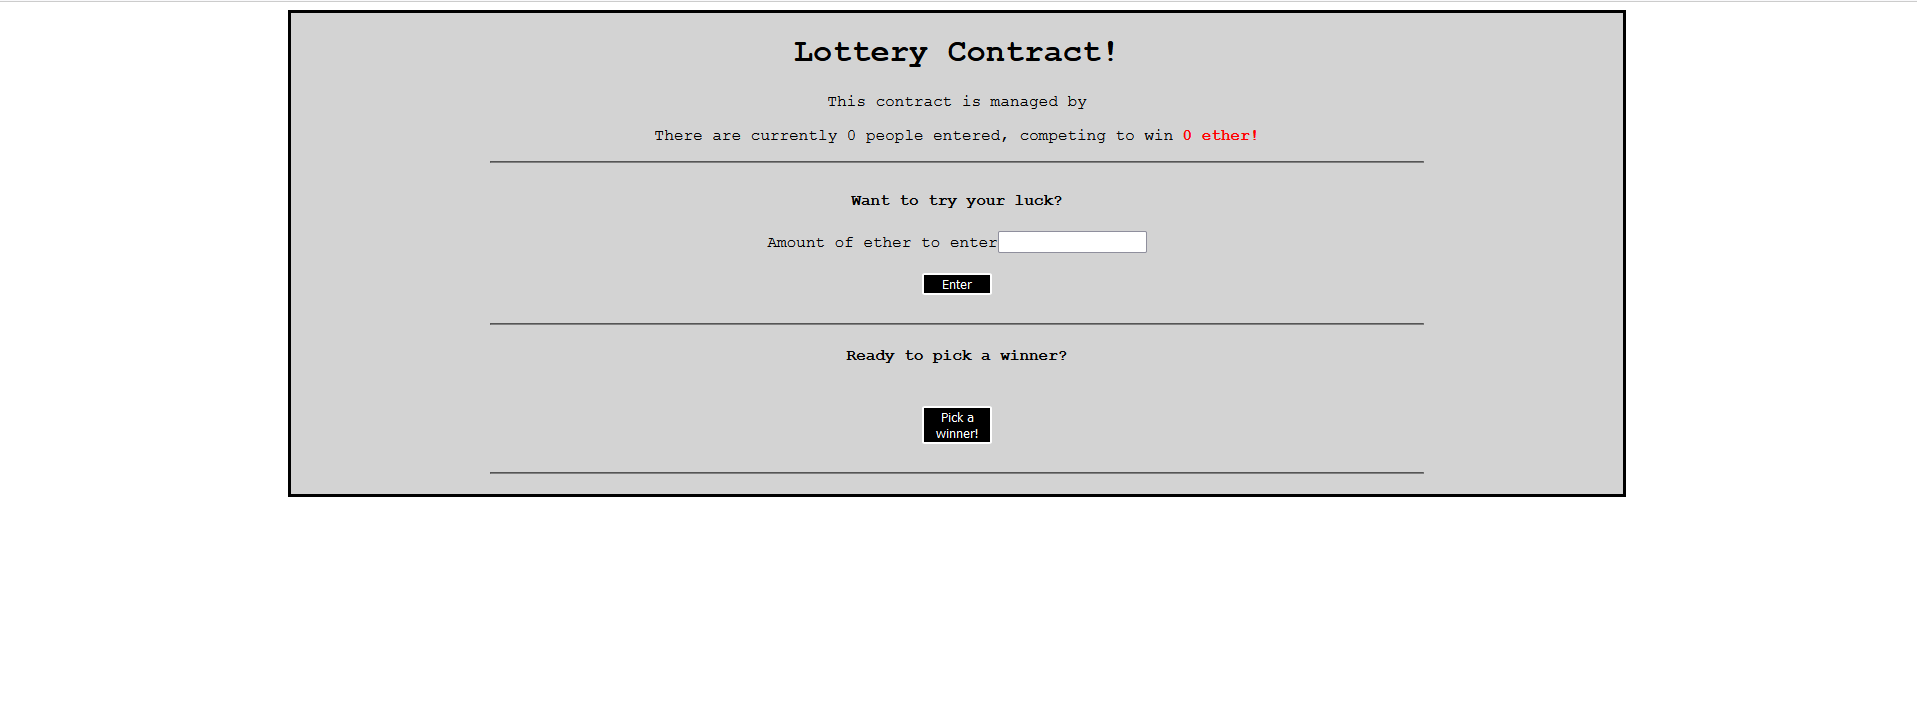 Lottery Contract!
This contract is managed by
There are currently 0 people entered, competing to win 0 ether!
Want to try your luck?
Amount of ether to enter
Enter
Ready to pick a winner?
Pick a
winner!